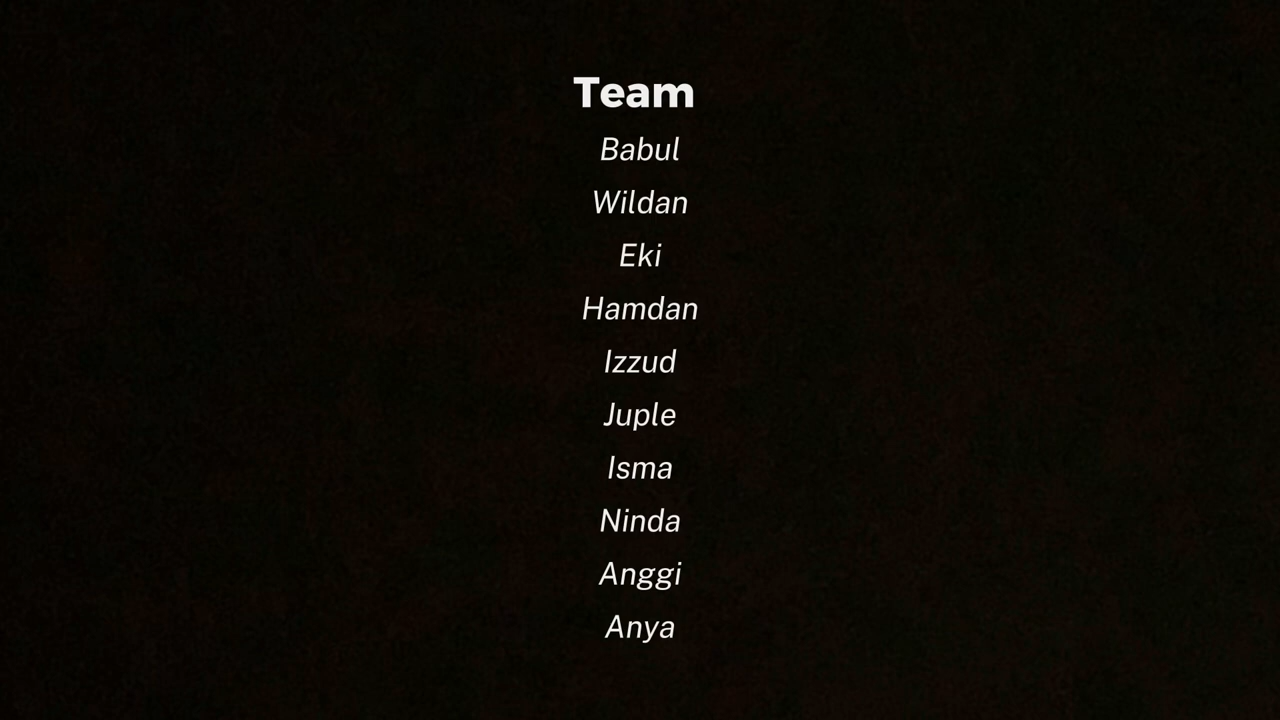 Team
Babul
Wildan
Eki
Hamdan
Izzud
Juple
Isma
Ninda
Anggi
Anya